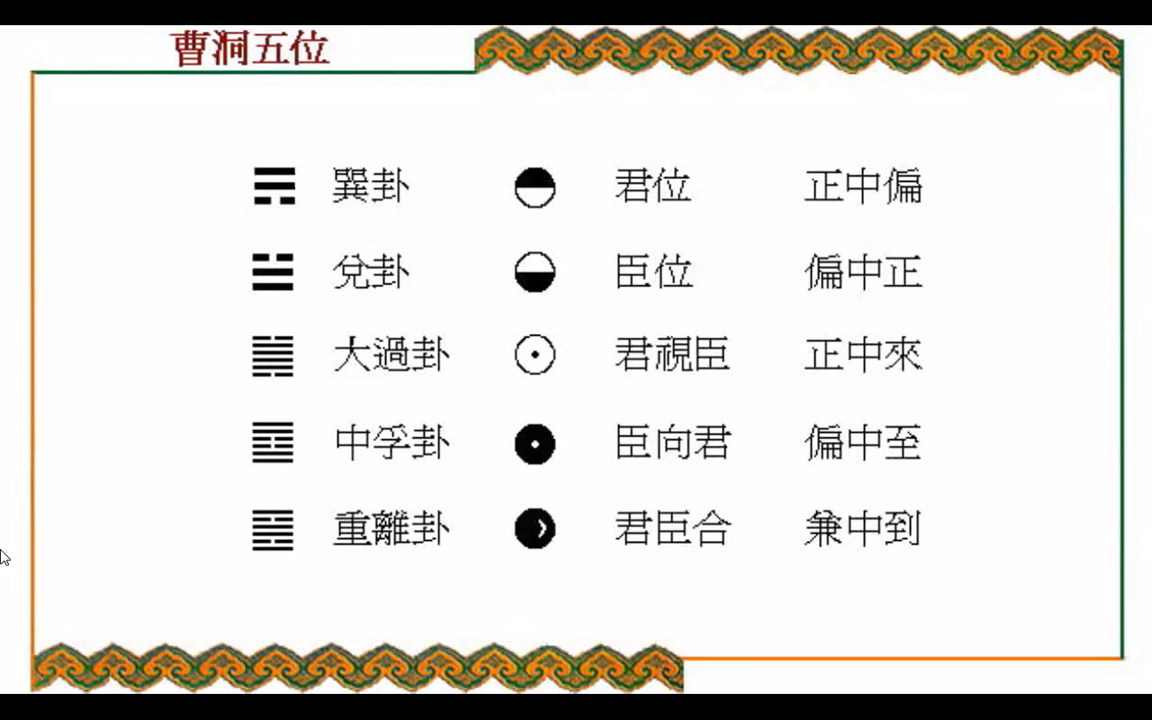 曹洞五位
☴ 巽卦 君位 正中偏
☱ 兌卦 臣位 偏中正
大過卦 君視臣 正中來
中孚卦 臣向君 偏中至
重離卦 君臣合 兼中到